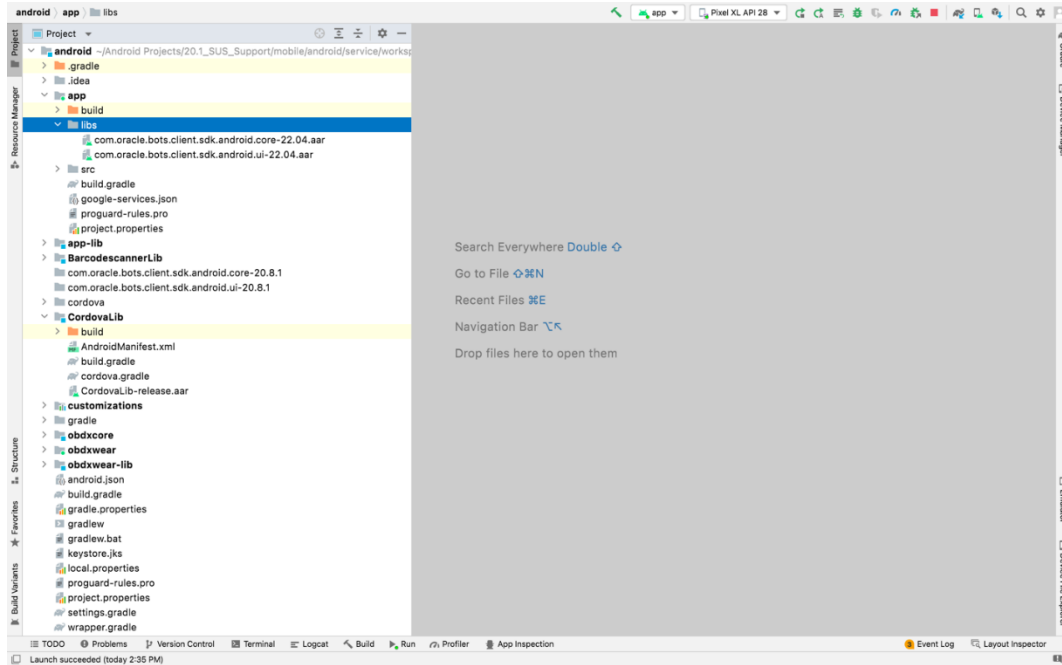 android app libs
app Pixel XL API 28
Project
android ~/Android Projects/20.1_SUS_Support/mobile/android/service/worksp
.gradle
.idea
app
build
libs
com.oracle.bots.client.sdk.android.core-22.04.aar
com.oracle.bots.client.sdk.android.ui-22.04.aar
src
build.gradle
google-services.json
proguard-rules.pro
project.properties
app-lib
BarcodescannerLib
com.oracle.bots.client.sdk.android.core-20.8.1
com.oracle.bots.client.sdk.android.ui-20.8.1
cordova
CordovaLib
build
AndroidManifest.xml
build.gradle
cordova.gradle
CordovaLib-release.aar
customizations
gradle
obdxcore
obdxwear
obdxwear-lib
android.json
build.gradle
gradle.properties
gradlew
gradlew.bat
keystore.jks
local.properties
proguard-rules.pro
project.properties
settings.gradle
wrapper.gradle
Project
Resource Manager
Structure
Favorites
Build Variants
Search Everywhere Double ⇧
Go to File ⇧⌘N
Recent Files ⌘E
Navigation Bar ⌥↖
Drop files here to open them
TODO Problems Version Control Terminal Logcat Build Run Profiler App Inspection 3 Event Log Layout Inspector
Launch succeeded (today 2:35 PM)